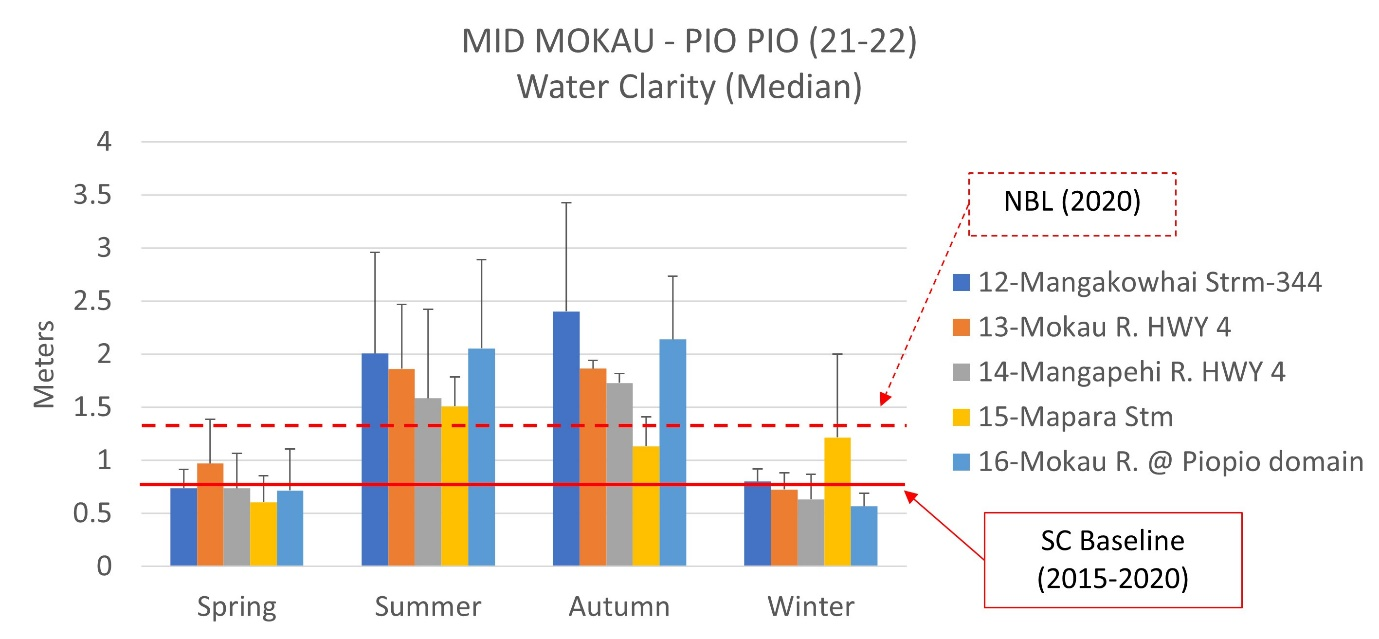 MID MOKAU - PIO PIO (21-22)
Water Clarity (Median)
4
3.5
3
2.5
2
1.5
1
0.5
0
Meters
Spring
Summer
Autumn
Winter
NBL (2020)
12-Mangakowhai Strm-344
13-Mokau R. HWY 4
14-Mangapehi R. HWY 4
15-Mapara Stm
16-Mokau R. @ Piopio domain
SC Baseline
(2015-2020)